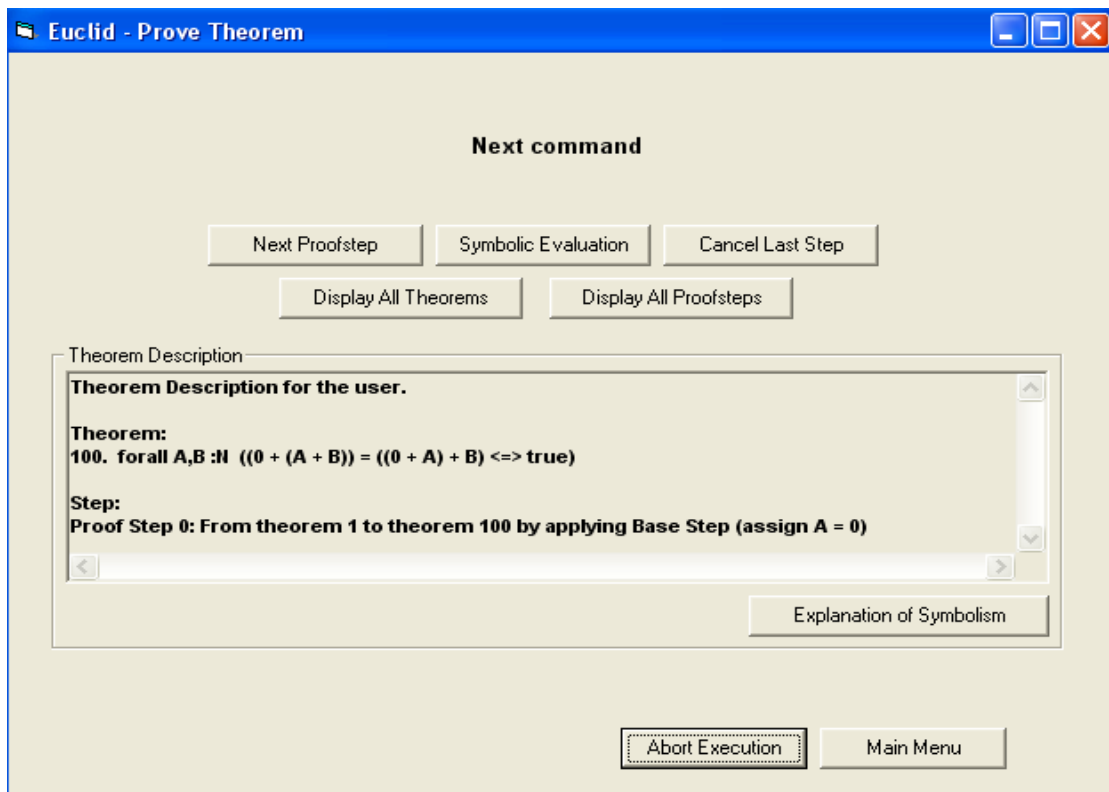 Euclid - Prove Theorem
Next command
Next Proofstep Symbolic Evaluation Cancel Last Step
Display All Theorems Display All Proofsteps
Theorem Description
Theorem Description for the user.
Theorem:
100. forall A,B :N ((0 + (A + B)) = ((0 + A) + B) <=> true)
Step:
Proof Step 0: From theorem 1 to theorem 100 by applying Base Step (assign A = 0)
Explanation of Symbolism
Abort Execution Main Menu